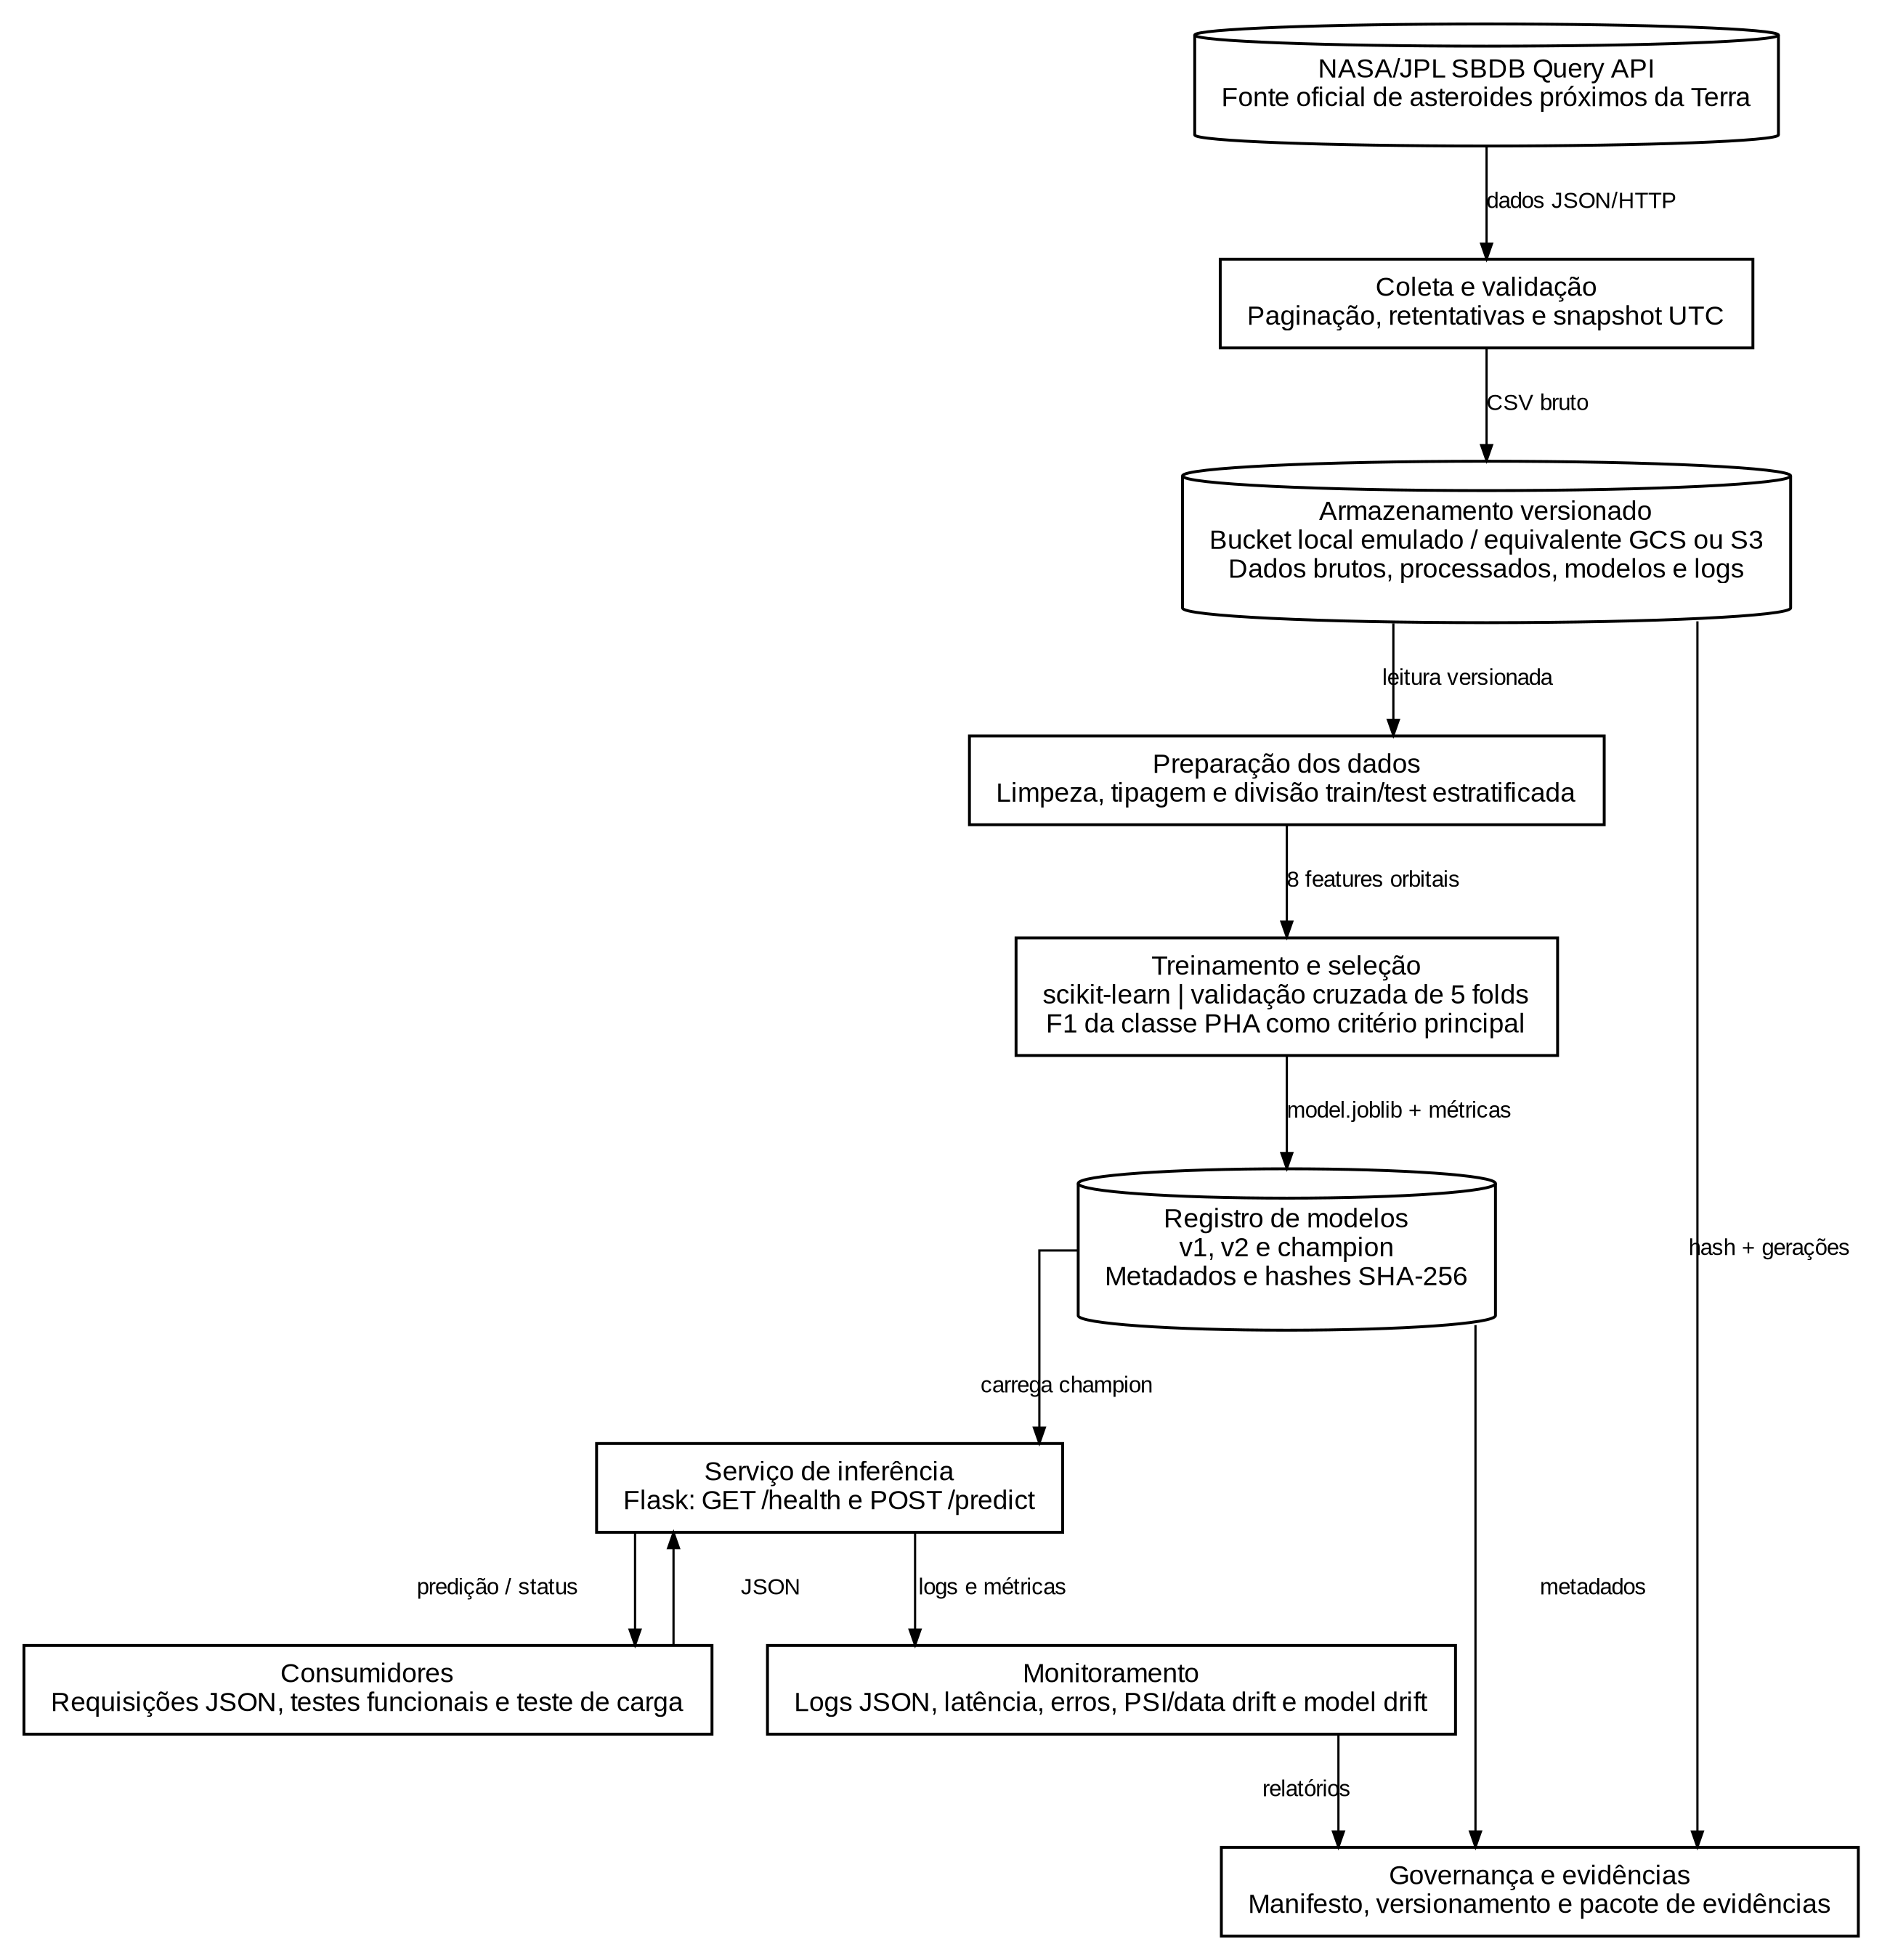 NASA/JPL SBDB Query API
Fonte oficial de asteroides próximos da Terra
dados JSON/HTTP
Coleta e validação
Paginação, retentativas e snapshot UTC
CSV bruto
Armazenamento versionado
Bucket local emulado / equivalente GCS ou S3
Dados brutos, processados, modelos e logs
leitura versionada
Preparação dos dados
Limpeza, tipagem e divisão train/test estratificada
8 features orbitais
Treinamento e seleção
scikit-learn | validação cruzada de 5 folds
F1 da classe PHA como critério principal
model.joblib + métricas
Registro de modelos
v1, v2 e champion
Metadados e hashes SHA-256
hash + gerações
carrega champion
Serviço de inferência
Flask: GET /health e POST /predict
predição / status
JSON
logs e métricas
metadados
Consumidores
Requisições JSON, testes funcionais e teste de carga
Monitoramento
Logs JSON, latência, erros, PSI/data drift e model drift
relatórios
Governança e evidências
Manifesto, versionamento e pacote de evidências